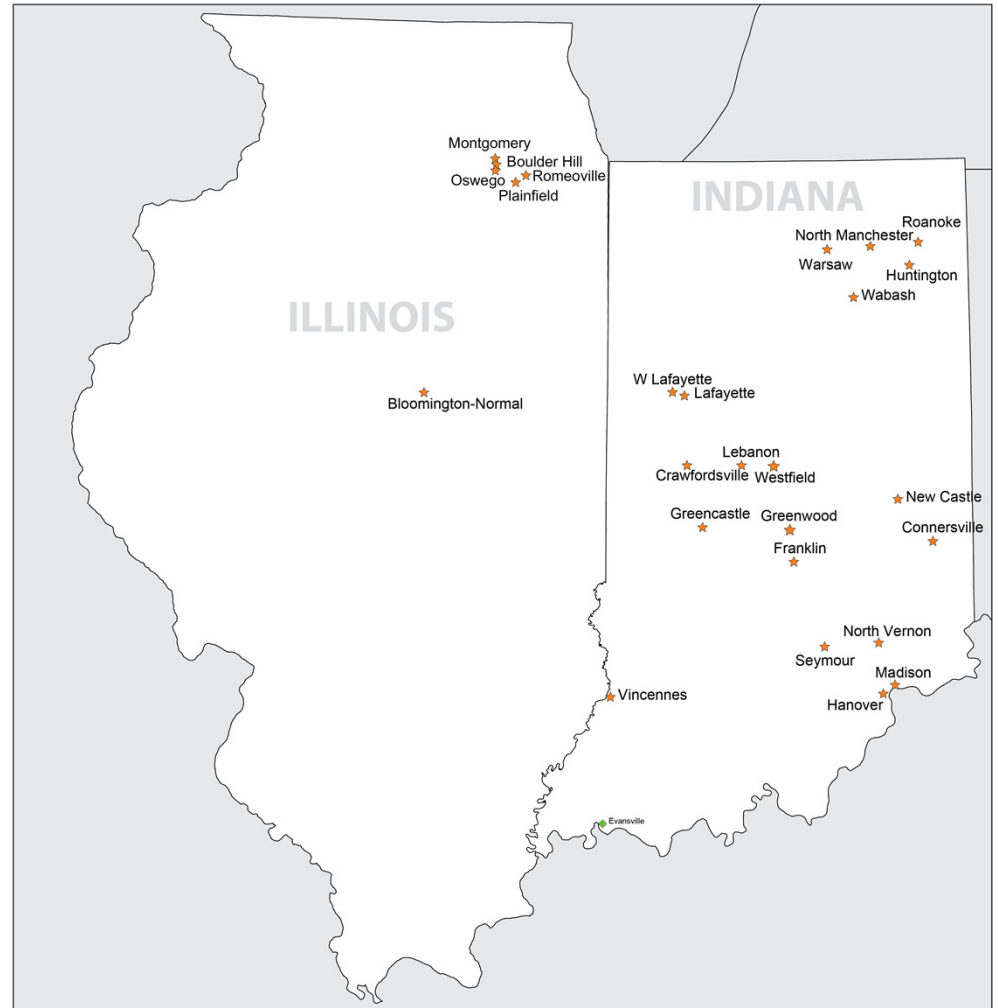 Montgomery
Boulder Hill
Oswego
Romeoville
Plainfield
INDIANA
Roanoke
North Manchester
Warsaw
Huntington
Wabash
ILLINOIS
W Lafayette
Lafayette
Bloomington-Normal
Lebanon
Crawfordsville
Westfield
New Castle
Greencastle
Greenwood
Connersville
Franklin
North Vernon
Seymour
Madison
Vincennes
Hanover
Evansville